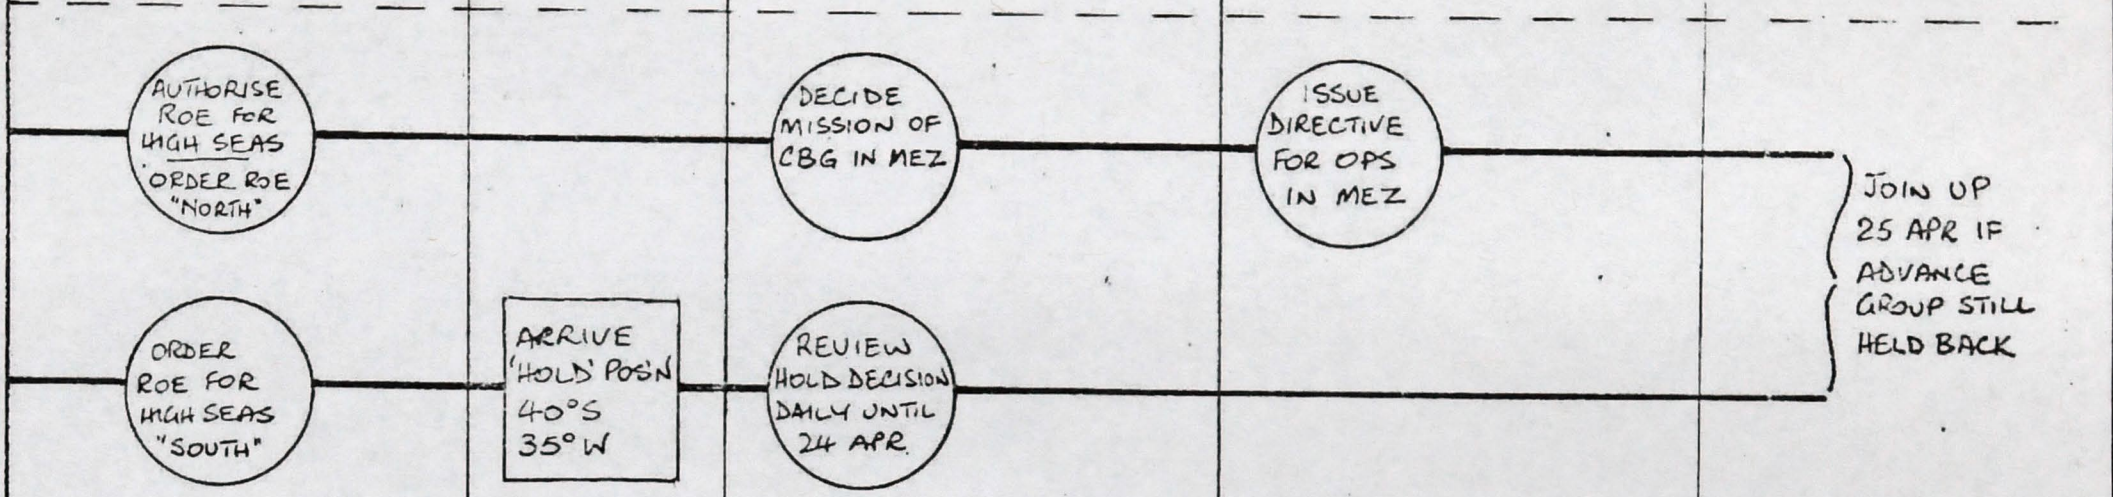 AUTHORISE
ROE FOR
HIGH SEAS
ORDER ROE
"NORTH"
DECIDE
MISSION OF
CBG IN MEZ
ISSUE
DIRECTIVE
FOR OPS
IN MEZ
JOIN UP
25 APR IF
ADVANCE
GROUP STILL
HELD BACK
ORDER
ROE FOR
HIGH SEAS
"SOUTH"
ARRIVE
'HOLD' POS'N
40°S
35°W
REVIEW
HOLD DECISION
DAILY UNTIL
24 APR.